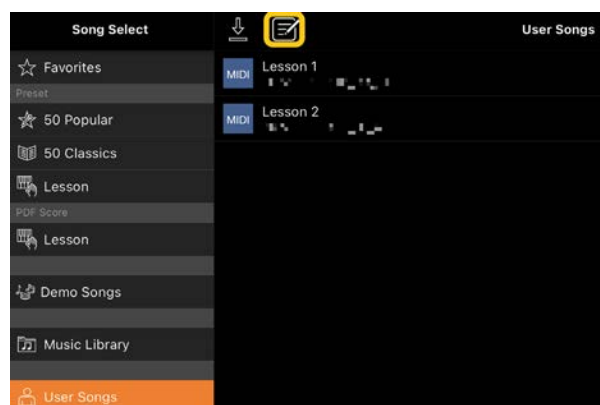 Song Select
User Songs
Favorites
Preset
50 Popular
50 Classics
Lesson
PDF Score
Lesson
Demo Songs
Music Library
User Songs
MIDI
Lesson 1
MIDI
Lesson 2